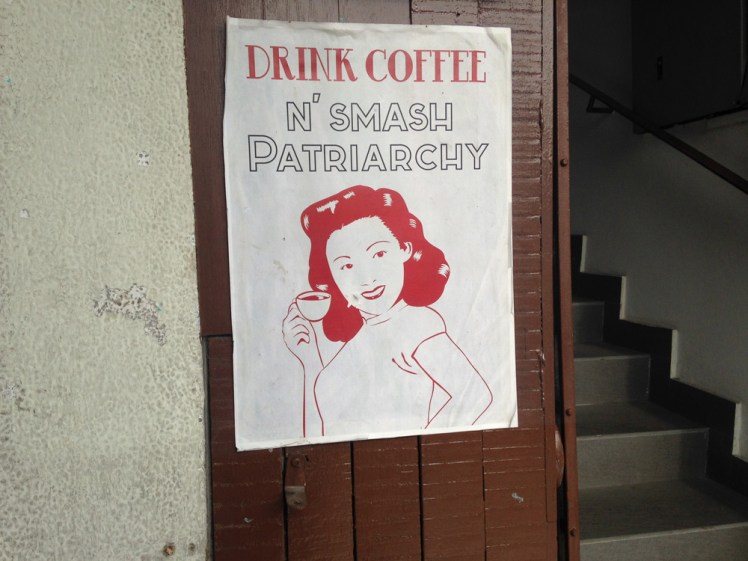 DRINK COFFEE
N' SMASH
PATRIARCHY